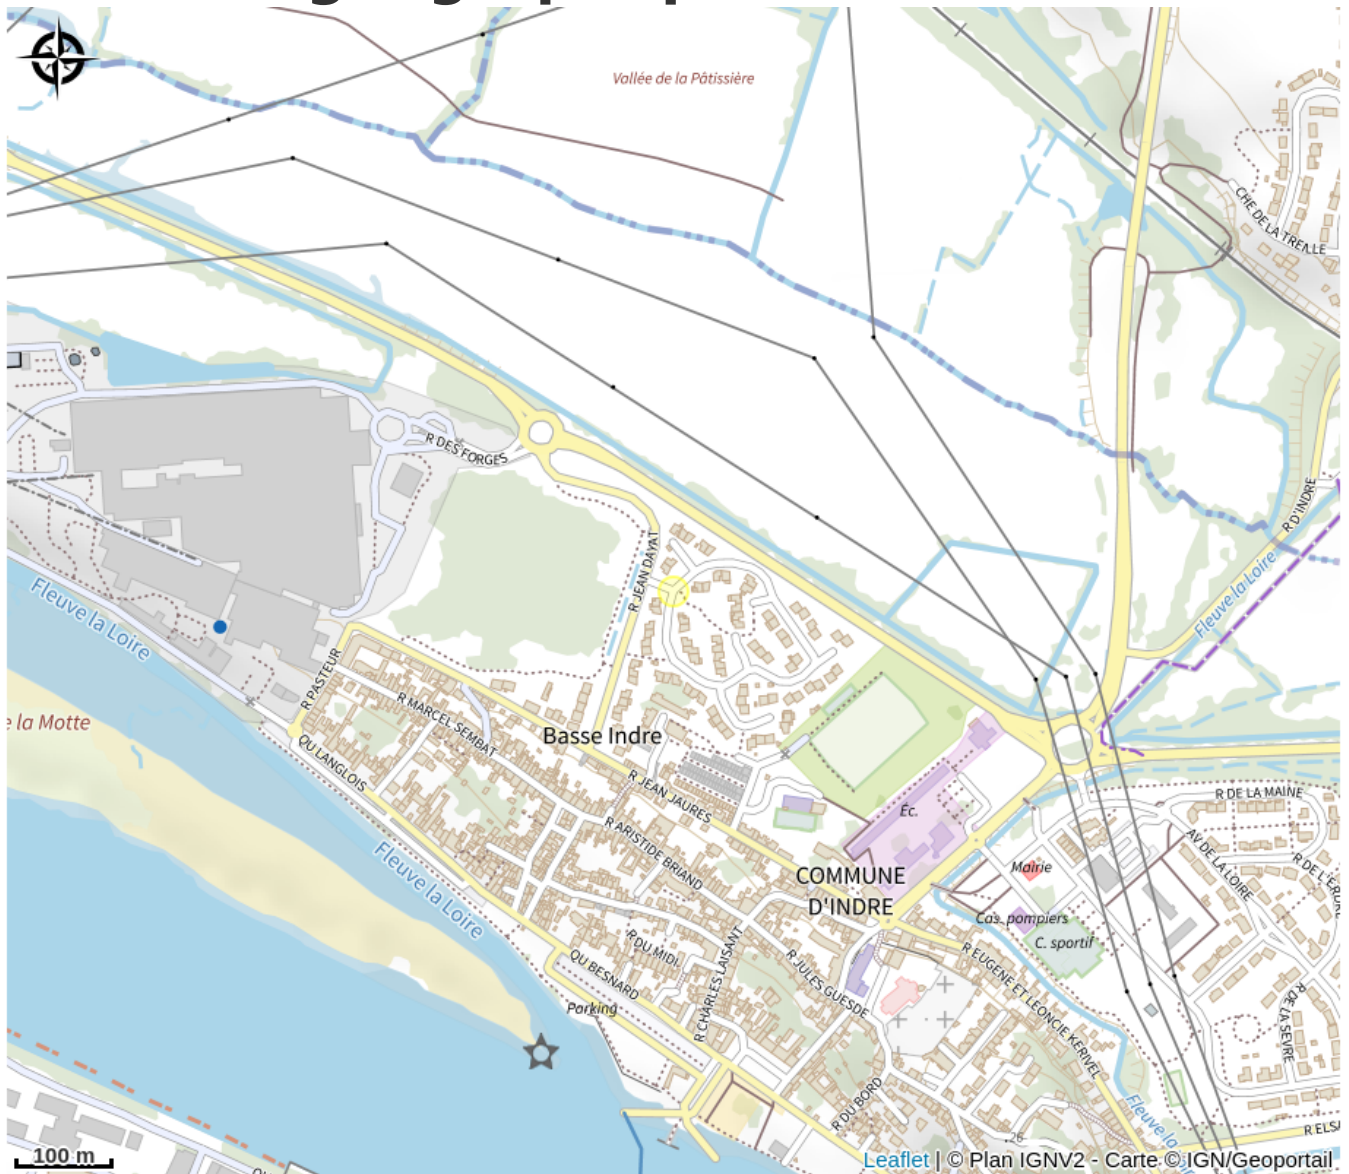 Vallée de la Pâtissière
CHE DE LA TREILLE
R DES FORGES
R D'INDRE
R JEAN DAYAT
Fleuve la Loire
Fleuve la Loire
R PASTEUR
R MARCEL SEMBAT
e la Motte
Basse Indre
QU LANGLOIS
R JEAN JAURES
R DE LA MAINE
Éc.
R ARISTIDE BRIAND
AV DE LA LOIRE
Fleuve la Loire
COMMUNE
D'INDRE
Mairie
R DE L'ERDRE
Cas. pompiers
C. sportif
R DU MIDI
R CHARLES LAISANT
R JULES GUESDE
R EUGENE ET LEONCIE KERIVEL
QU BESNARD
Parking
R DE LA SEVRE
R DU BORD
Fleuve la
26
R ELSA
100 m
QU
Leaflet | © Plan IGNV2 - Carte © IGN/Geoportail